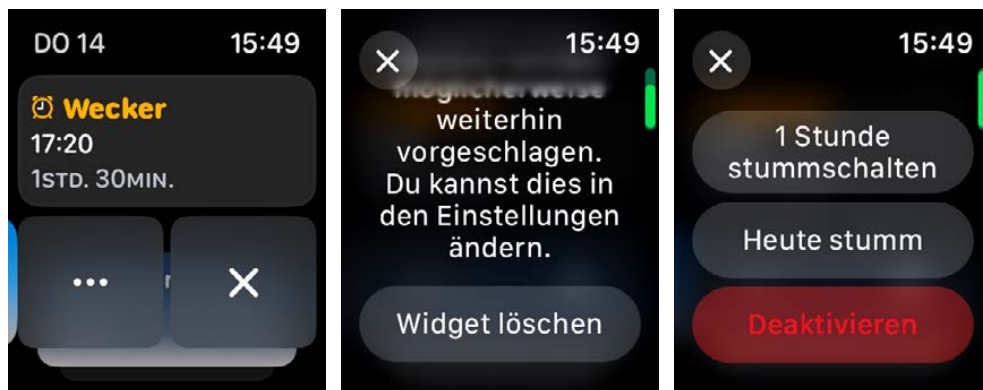 DO 14 15:49
Wecker
17:20
1STD. 30MIN.
15:49
möglicherweise
weiterhin
vorgeschlagen.
Du kannst dies in
den Einstellungen
ändern.
Widget löschen
15:49
1 Stunde
stummschalten
Heute stumm
Deaktivieren